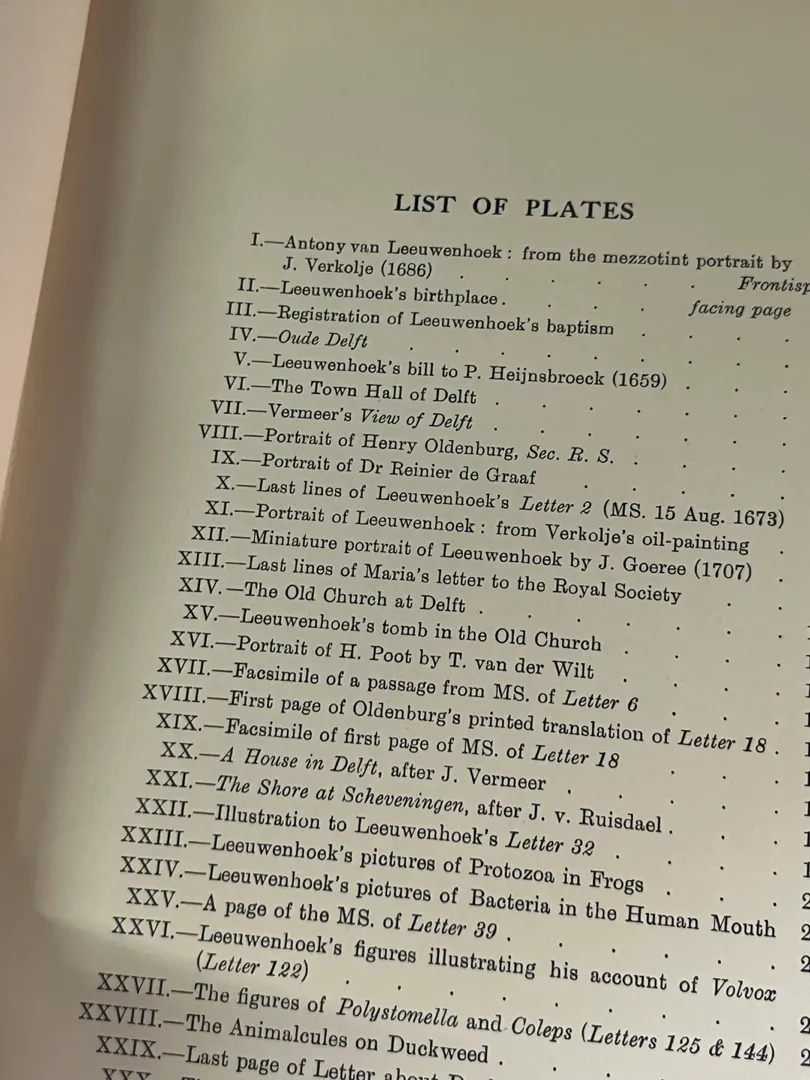 LIST OF PLATES
I.—Antony van Leeuwenhoek : from the mezzotint portrait by
J. Verkolje (1686) . . . . . Frontisp
II.—Leeuwenhoek's birthplace . . . . facing page
III.—Registration of Leeuwenhoek's baptism . . .
IV.—Oude Delft . . . . . . .
V.—Leeuwenhoek's bill to P. Heijnsbroeck (1659) . . .
VI.—The Town Hall of Delft . . . . . .
VII.—Vermeer's View of Delft . . . . . .
VIII.—Portrait of Henry Oldenburg, Sec. R. S. . . . .
IX.—Portrait of Dr Reinier de Graaf . . . . .
X.—Last lines of Leeuwenhoek's Letter 2 (MS. 15 Aug. 1673)
XI.—Portrait of Leeuwenhoek : from Verkolje's oil-painting .
XII.—Miniature portrait of Leeuwenhoek by J. Goeree (1707) .
XIII.—Last lines of Maria's letter to the Royal Society . .
XIV.—The Old Church at Delft . . . . . .
XV.—Leeuwenhoek's tomb in the Old Church . . . .
XVI.—Portrait of H. Poot by T. van der Wilt . . . .
XVII.—Facsimile of a passage from MS. of Letter 6 . . .
XVIII.—First page of Oldenburg's printed translation of Letter 18 .
XIX.—Facsimile of first page of MS. of Letter 18 . . .
XX.—A House in Delft, after J. Vermeer . . . . .
XXI.—The Shore at Scheveningen, after J. v. Ruisdael . . .
XXII.—Illustration to Leeuwenhoek's Letter 32 . . . .
XXIII.—Leeuwenhoek's pictures of Protozoa in Frogs . . .
XXIV.—Leeuwenhoek's pictures of Bacteria in the Human Mouth
XXV.—A page of the MS. of Letter 39 . . . . . .
XXVI.—Leeuwenhoek's figures illustrating his account of Volvox
(Letter 122) . . . . . . . .
XXVII.—The figures of Polystomella and Coleps (Letters 125 & 144)
XXVIII.—The Animalcules on Duckweed . . . .
XXIX.—Last page of Letter about
XXX.